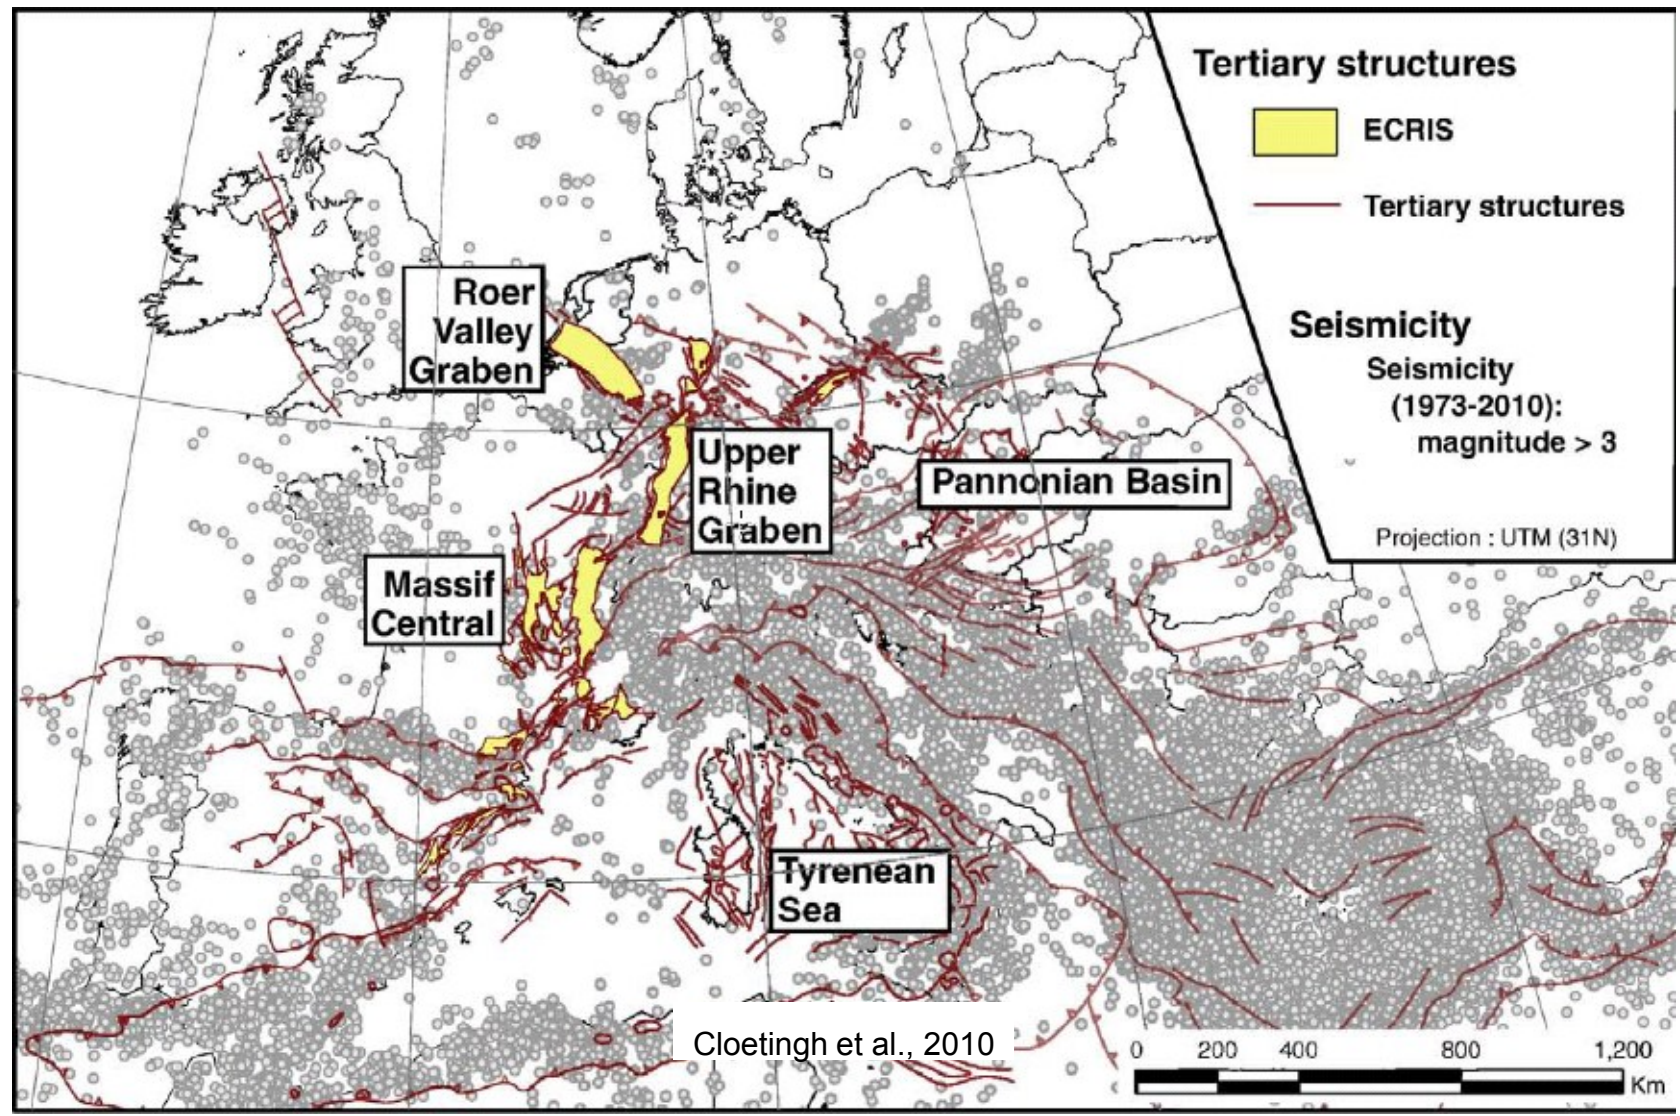 Tertiary structures
ECRIS
Tertiary structures
Seismicity
Seismicity
(1973-2010):
magnitude > 3
Projection : UTM (31N)
Roer
Valley
Graben
Upper
Rhine
Graben
Pannonian Basin
Massif
Central
Tyrenean
Sea
Cloetingh et al., 2010
0 200 400 800 1,200
Km